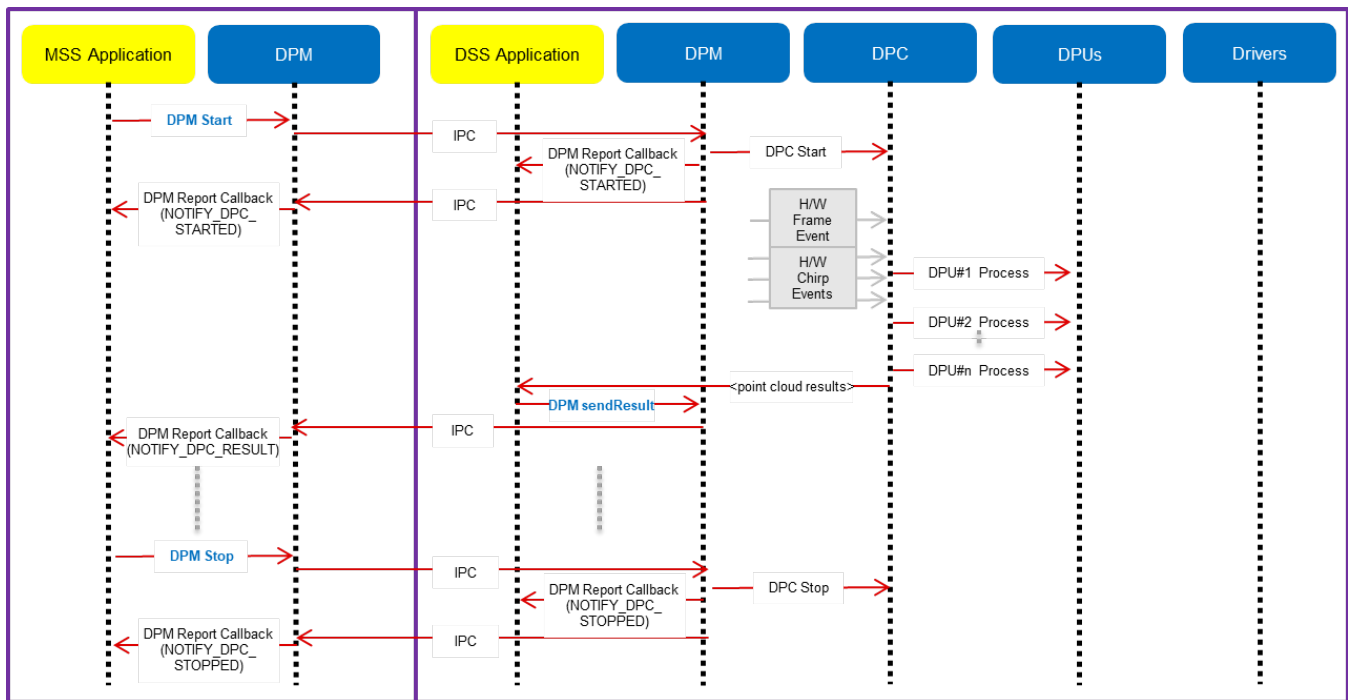 MSS Application
DPM
DSS Application
DPM
DPC
DPUs
Drivers
DPM Start
IPC
DPM Report Callback
(NOTIFY_DPC_
STARTED)
DPC Start
DPM Report Callback
(NOTIFY_DPC_
STARTED)
IPC
H/W
Frame
Event
H/W
Chirp
Events
DPU#1 Process
DPU#2 Process
DPU#n Process
<point cloud results>
DPM sendResult
DPM Report Callback
(NOTIFY_DPC_RESULT)
IPC
DPM Stop
IPC
DPM Report Callback
(NOTIFY_DPC_
STOPPED)
DPC Stop
DPM Report Callback
(NOTIFY_DPC_
STOPPED)
IPC